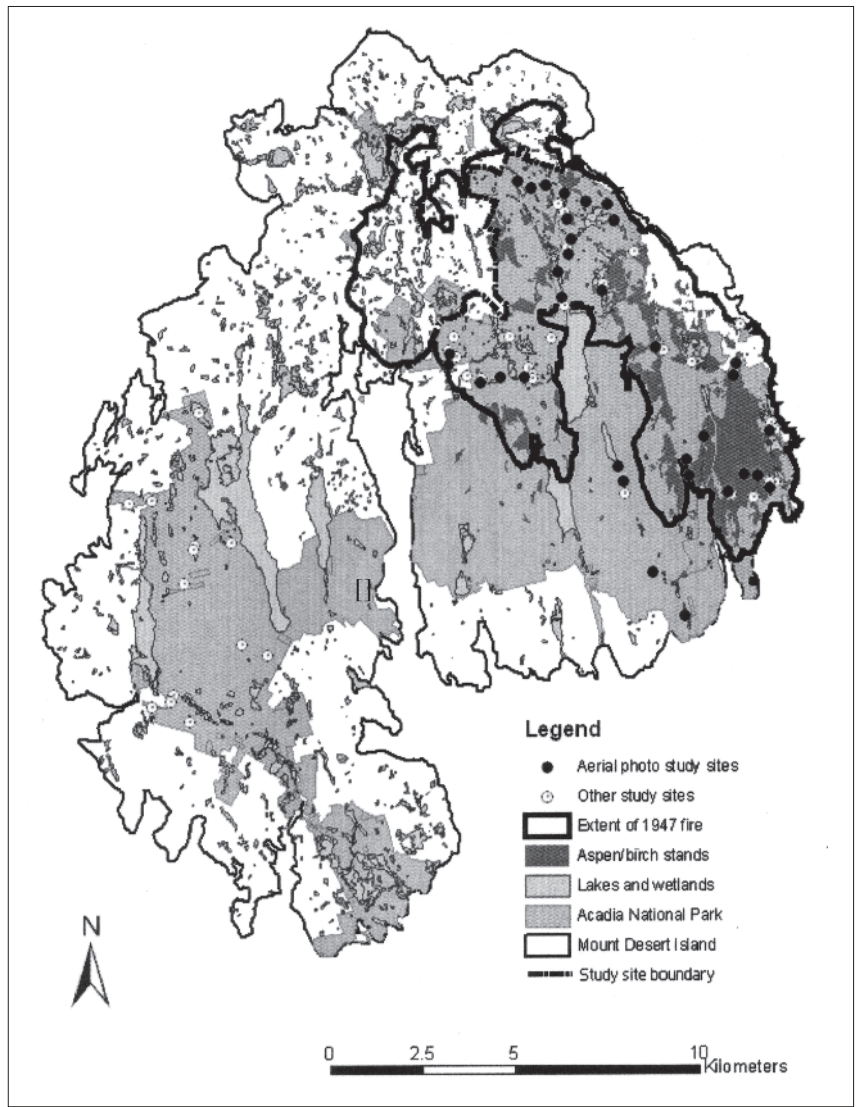 Legend
Aerial photo study sites
Other study sites
Extent of 1947 fire
Aspen/birch stands
Lakes and wetlands
Acadia National Park
Mount Desert Island
Study site boundary
N
0 2.5 5 10
Kilometers